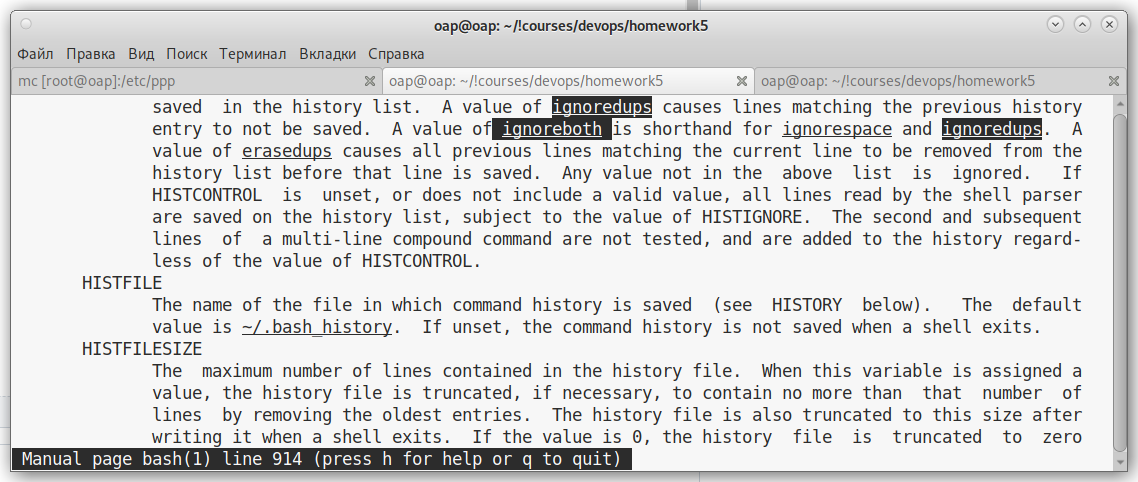 oap@oap: ~/!courses/devops/homework5
Файл Правка Вид Поиск Терминал Вкладки Справка
mc [root@oap]:/etc/ppp
oap@oap: ~/!courses/devops/homework5
oap@oap: ~/!courses/devops/homework5
saved in the history list. A value of ignoredups causes lines matching the previous history
entry to not be saved. A value of ignoreboth is shorthand for ignorespace and ignoredups. A
value of erasedups causes all previous lines matching the current line to be removed from the
history list before that line is saved. Any value not in the above list is ignored. If
HISTCONTROL is unset, or does not include a valid value, all lines read by the shell parser
are saved on the history list, subject to the value of HISTIGNORE. The second and subsequent
lines of a multi-line compound command are not tested, and are added to the history regard-
less of the value of HISTCONTROL.
HISTFILE
The name of the file in which command history is saved (see HISTORY below). The default
value is ~/.bash_history. If unset, the command history is not saved when a shell exits.
HISTFILESIZE
The maximum number of lines contained in the history file. When this variable is assigned a
value, the history file is truncated, if necessary, to contain no more than that number of
lines by removing the oldest entries. The history file is also truncated to this size after
writing it when a shell exits. If the value is 0, the history file is truncated to zero
Manual page bash(1) line 914 (press h for help or q to quit)